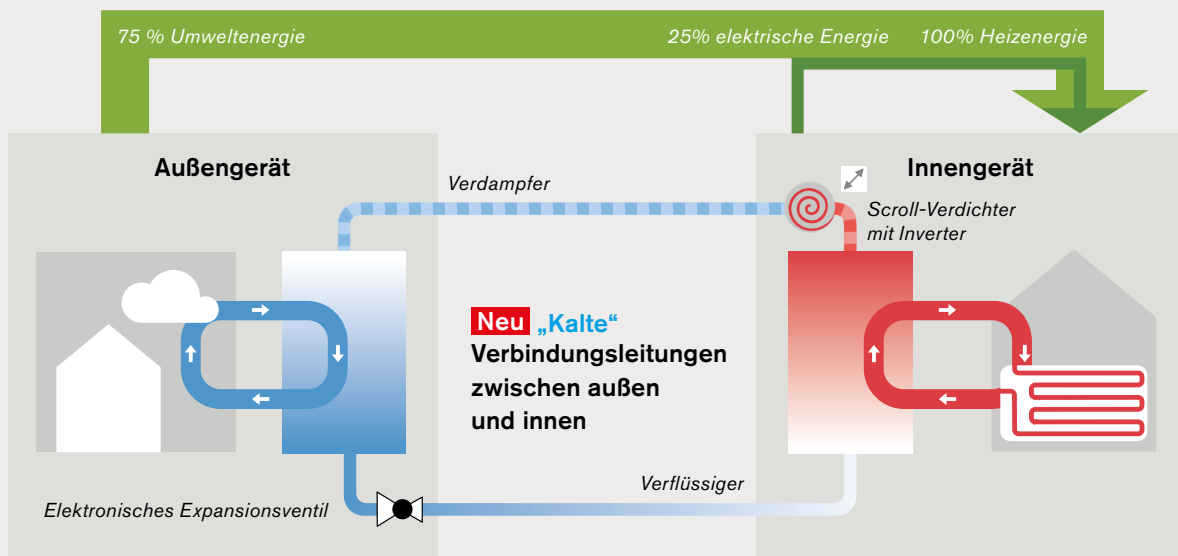 75 % Umweltenergie
25% elektrische Energie
100% Heizenergie
Außengerät
Innengerät
Verdampfer
Scroll-Verdichter
mit Inverter
Neu „Kalte“
Verbindungsleitungen
zwischen außen
und innen
Verflüssiger
Elektronisches Expansionsventil